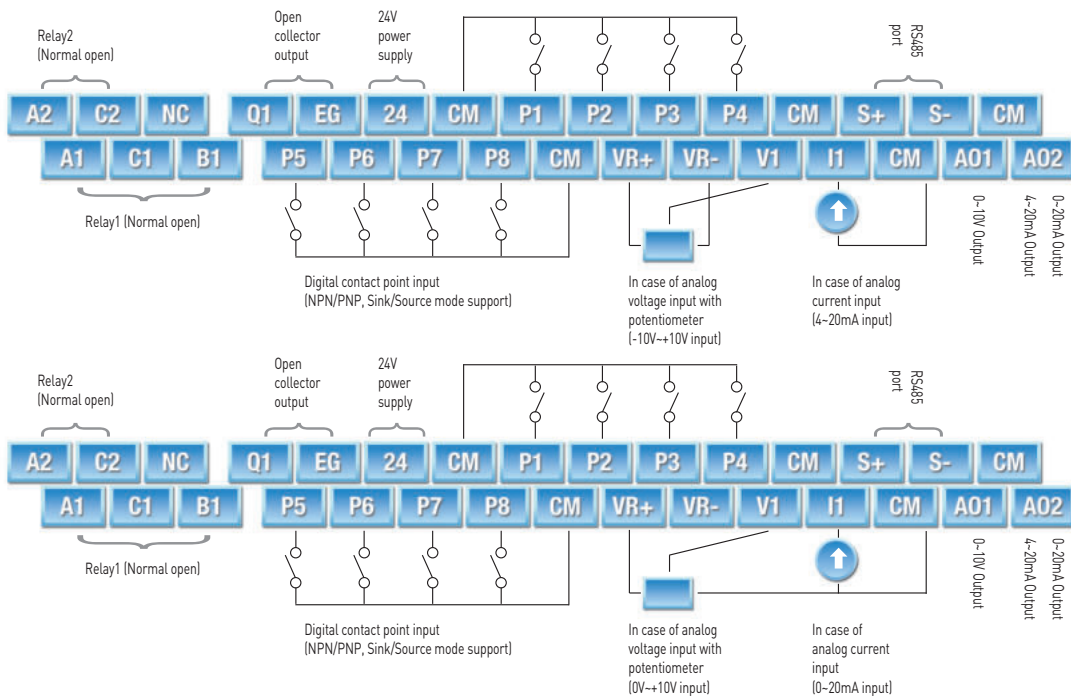 Relay2
(Normal open)
Open
collector
output
24V
power
supply
RS485
port
A2 C2 NC Q1 EG 24 CM P1 P2 P3 P4 CM S+ S- CM
A1 C1 B1 P5 P6 P7 P8 CM VR+ VR- V1 I1 CM AO1 AO2
Relay1 (Normal open)
0~10V Output
4~20mA Output
0~20mA Output
Digital contact point input
(NPN/PNP, Sink/Source mode support)
In case of analog
voltage input with
potentiometer
(-10V~+10V input)
In case of analog
current input
(4~20mA input)
Relay2
(Normal open)
Open
collector
output
24V
power
supply
RS485
port
A2 C2 NC Q1 EG 24 CM P1 P2 P3 P4 CM S+ S- CM
A1 C1 B1 P5 P6 P7 P8 CM VR+ VR- V1 I1 CM AO1 AO2
Relay1 (Normal open)
0~10V Output
4~20mA Output
0~20mA Output
Digital contact point input
(NPN/PNP, Sink/Source mode support)
In case of analog
voltage input with
potentiometer
(0V~+10V input)
In case of
analog current
input
(0~20mA input)